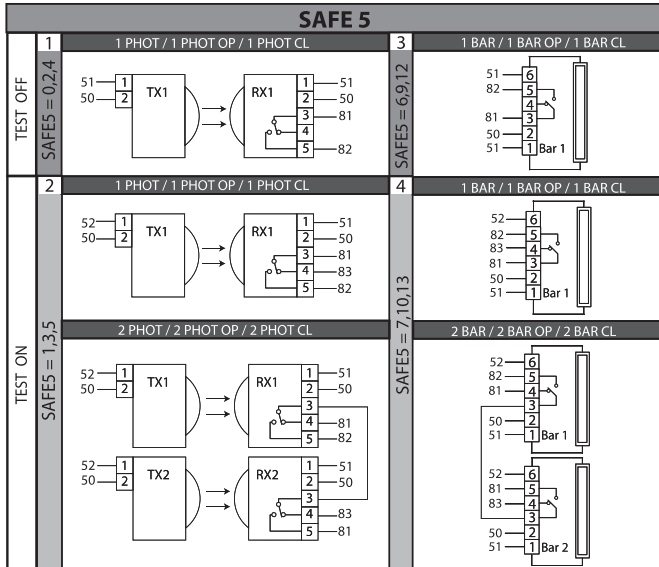 SAFE 5
1
1 PHOT / 1 PHOT OP / 1 PHOT CL
3
1 BAR / 1 BAR OP / 1 BAR CL
TEST OFF
SAFE5 = 0,2,4
51 1
50 2
TX1
RX1
1 51
2 50
3 81
4
5 82
SAFE5 = 6,9,12
51 6
82 5
4
81 3
50 2
51 1 Bar 1
2
1 PHOT / 1 PHOT OP / 1 PHOT CL
4
1 BAR / 1 BAR OP / 1 BAR CL
TEST ON
SAFE5 = 1,3,5
52 1
50 2
TX1
RX1
1 51
2 50
3 81
4 83
5 82
SAFE5 = 7,10,13
52 6
82 5
83 4
81 3
50 2
51 1 Bar 1
2 PHOT / 2 PHOT OP / 2 PHOT CL
2 BAR / 2 BAR OP / 2 BAR CL
52 1
50 2
TX1
RX1
1 51
2 50
3
4 81
5 82
52 1
50 2
TX2
RX2
1 51
2 50
3
4 83
5 81
52 6
82 5
81 4
3
50 2
51 1 Bar 1
52 6
81 5
83 4
3
50 2
51 1 Bar 2